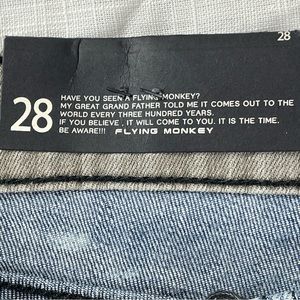 28
28
HAVE YOU SEEN A FLYING MONKEY?
MY GREAT GRAND FATHER TOLD ME IT COMES OUT TO THE
WORLD EVERY THREE HUNDRED YEARS.
IF YOU BELIEVE , IT WILL COME TO YOU. IT IS THE TIME.
BE AWARE!!! FLYING MONKEY